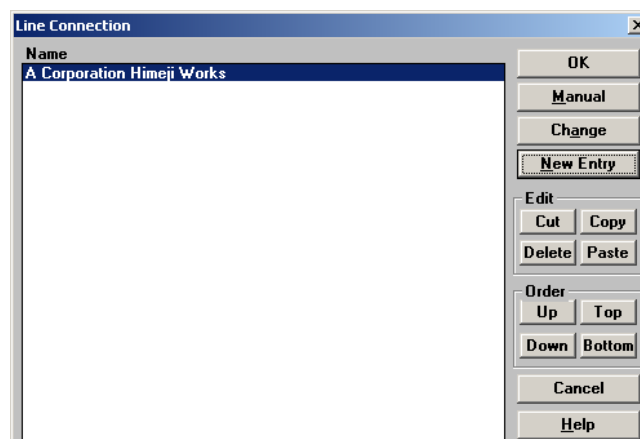 Line Connection
Name
A Corporation Himeji Works
OK
Manual
Change
New Entry
Edit
Cut Copy
Delete Paste
Order
Up Top
Down Bottom
Cancel
Help